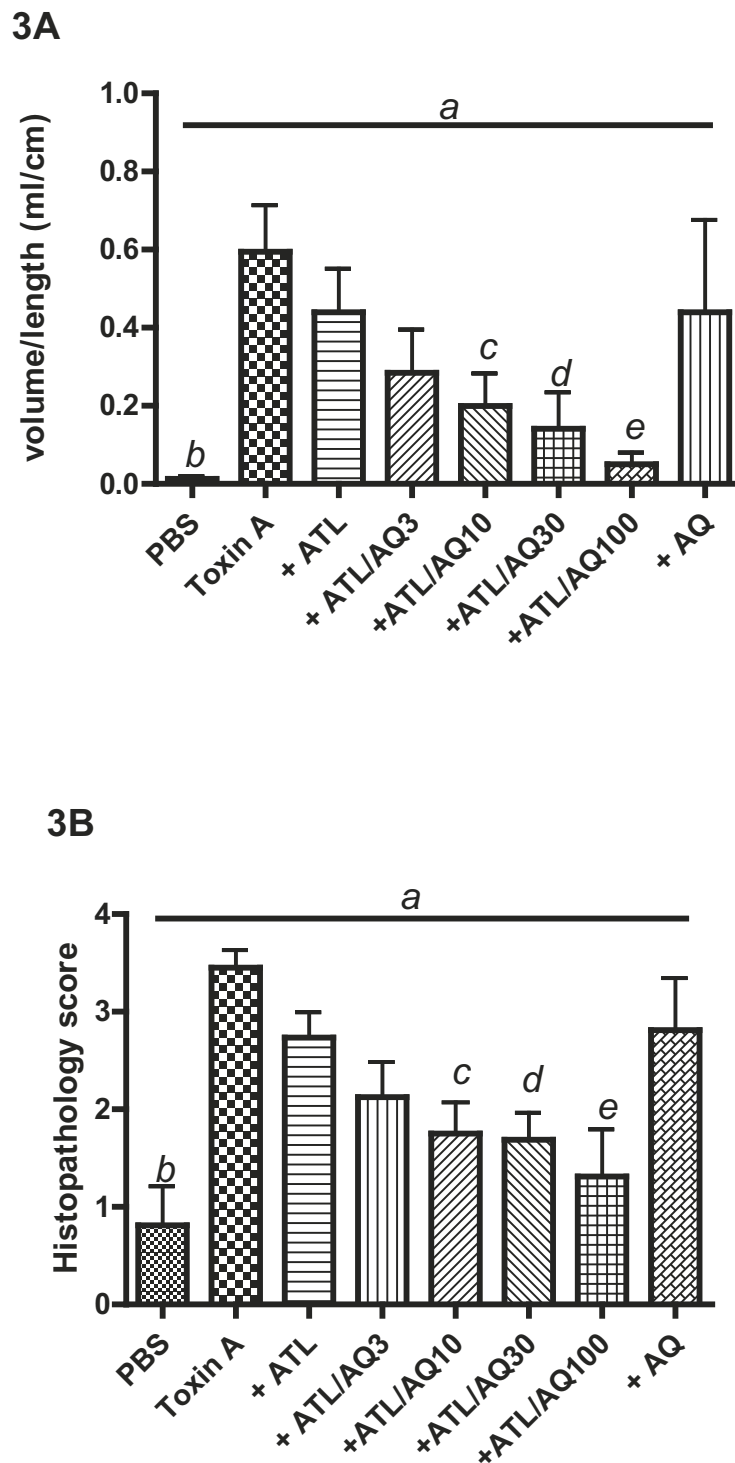 3A
volume/length (ml/cm)
1.0
0.8
0.6
0.4
0.2
0.0
a
b
c
d
e
PBS
Toxin A
+ ATL
+ ATL/AQ3
+ATL/AQ10
+ATL/AQ30
+ATL/AQ100
+ AQ
3B
Histopathology score
4
3
2
1
0
a
b
c
d
e
PBS
Toxin A
+ ATL
+ ATL/AQ3
+ATL/AQ10
+ATL/AQ30
+ATL/AQ100
+ AQ